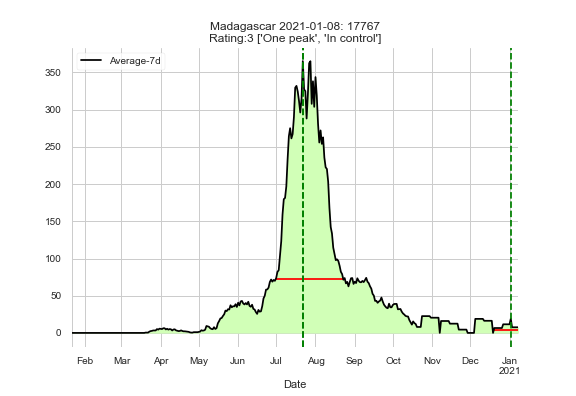 Madagascar 2021-01-08: 17767
Rating:3 ['One peak', 'In control']
Average-7d
350
300
250
200
150
100
50
0
Feb Mar Apr May Jun Jul Aug Sep Oct Nov Dec Jan
2021
Date